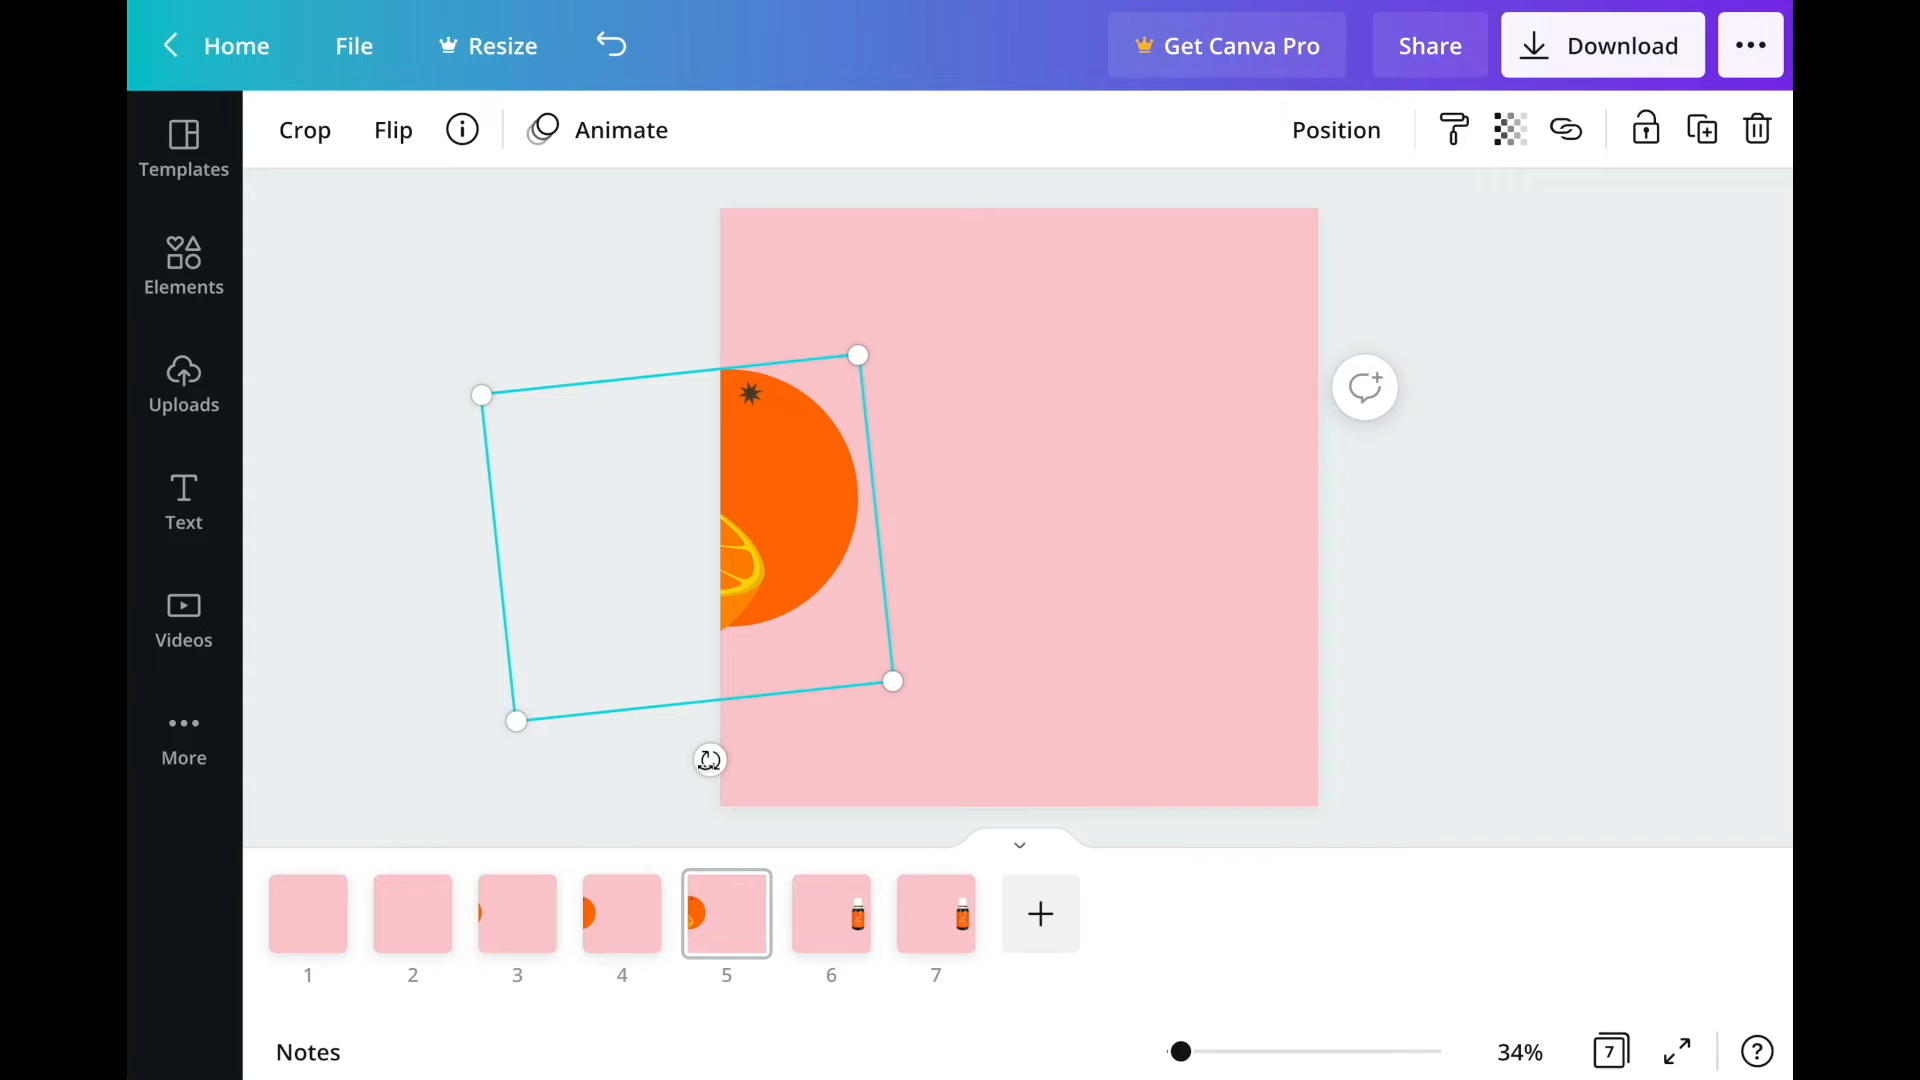 Home
File
Resize
Get Canva Pro
Share
Download
Crop
Flip
Animate
Position
Templates
Elements
Uploads
Text
Videos
More
1
2
3
4
5
6
7
Notes
34%
7